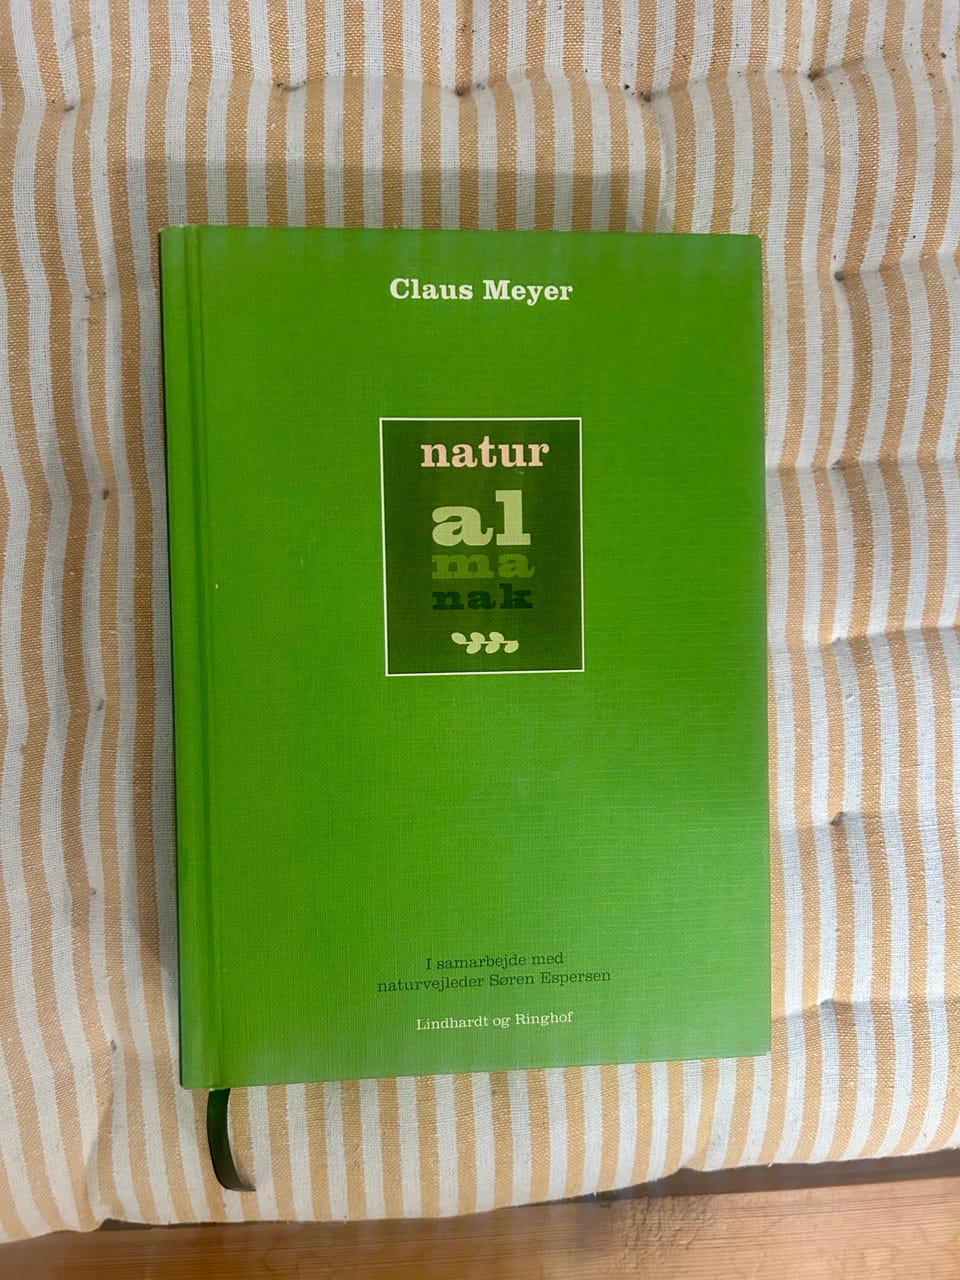 Claus Meyer
natur
al
ma
nak
I samarbejde med
naturvejleder Søren Espersen
Lindhardt og Ringhof